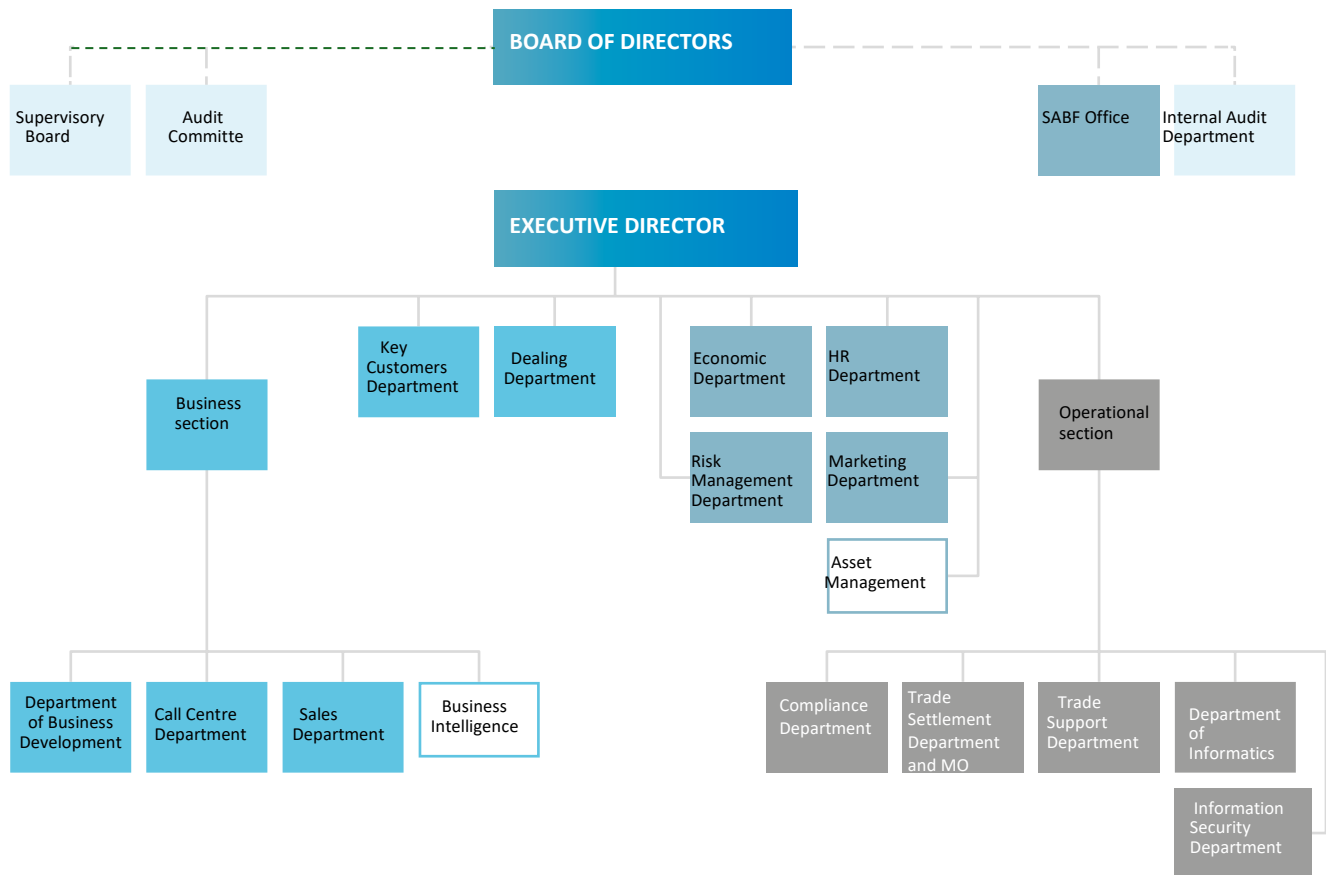 BOARD OF DIRECTORS
Supervisory
Board
Audit
Committe
SABF Office
Internal Audit
Department
EXECUTIVE DIRECTOR
Key
Customers
Department
Dealing
Department
Economic
Department
HR
Department
Business
section
Operational
section
Risk
Management
Department
Marketing
Department
Asset
Management
Department
of Business
Development
Call Centre
Department
Sales
Department
Business
Intelligence
Compliance
Department
Trade
Settlement
Department
and MO
Trade
Support
Department
Department
of
Informatics
Information
Security
Department